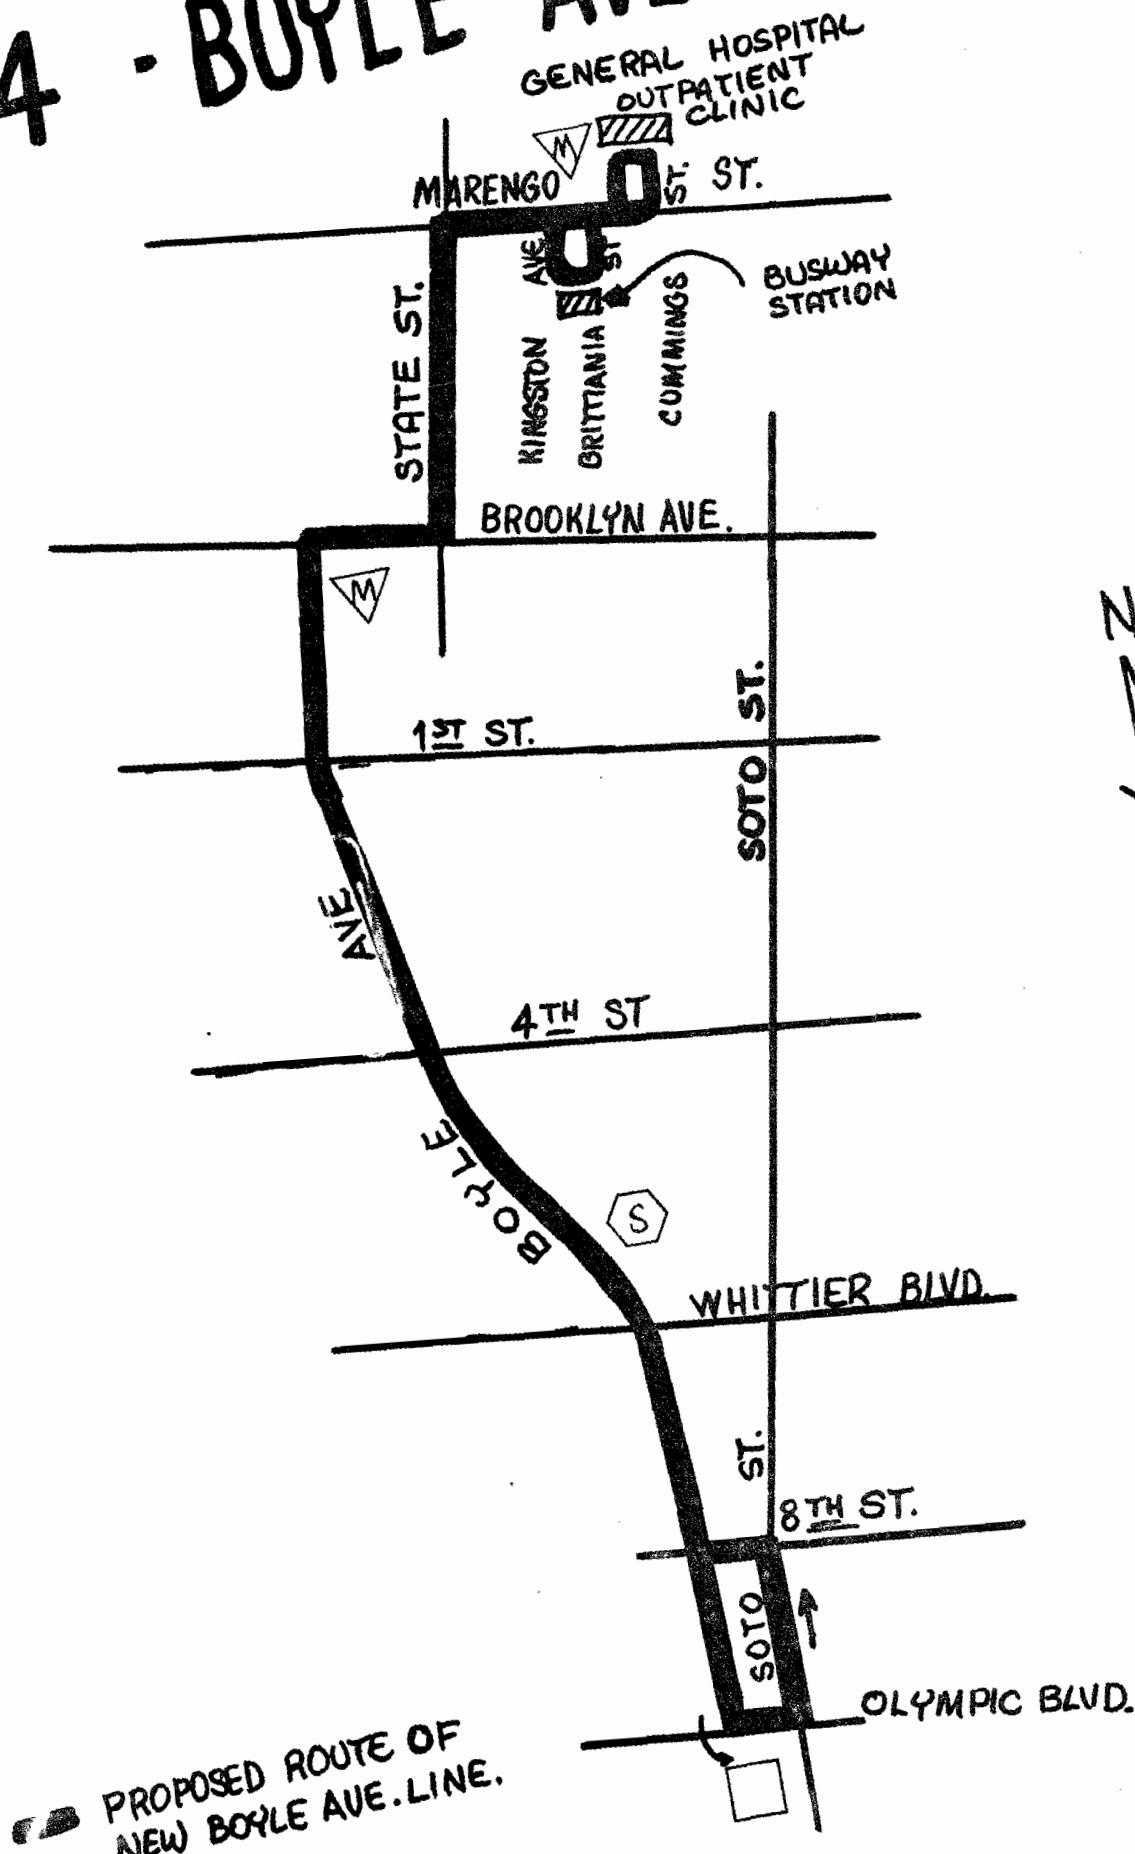 4 - BOYLE AVE
GENERAL HOSPITAL
OUTPATIENT
CLINIC
M
MARENGO ST.
ST.
AVE
ST
BUSWAY
STATION
STATE ST.
KINGSTON
BRITTANIA
CUMMINGS
BROOKLYN AVE.
M
N
1ST ST.
SOTO ST.
AVE
4TH ST
BOYLE
S
WHITTIER BLVD.
ST.
8TH ST.
SOTO
OLYMPIC BLVD.
PROPOSED ROUTE OF
NEW BOYLE AVE. LINE.